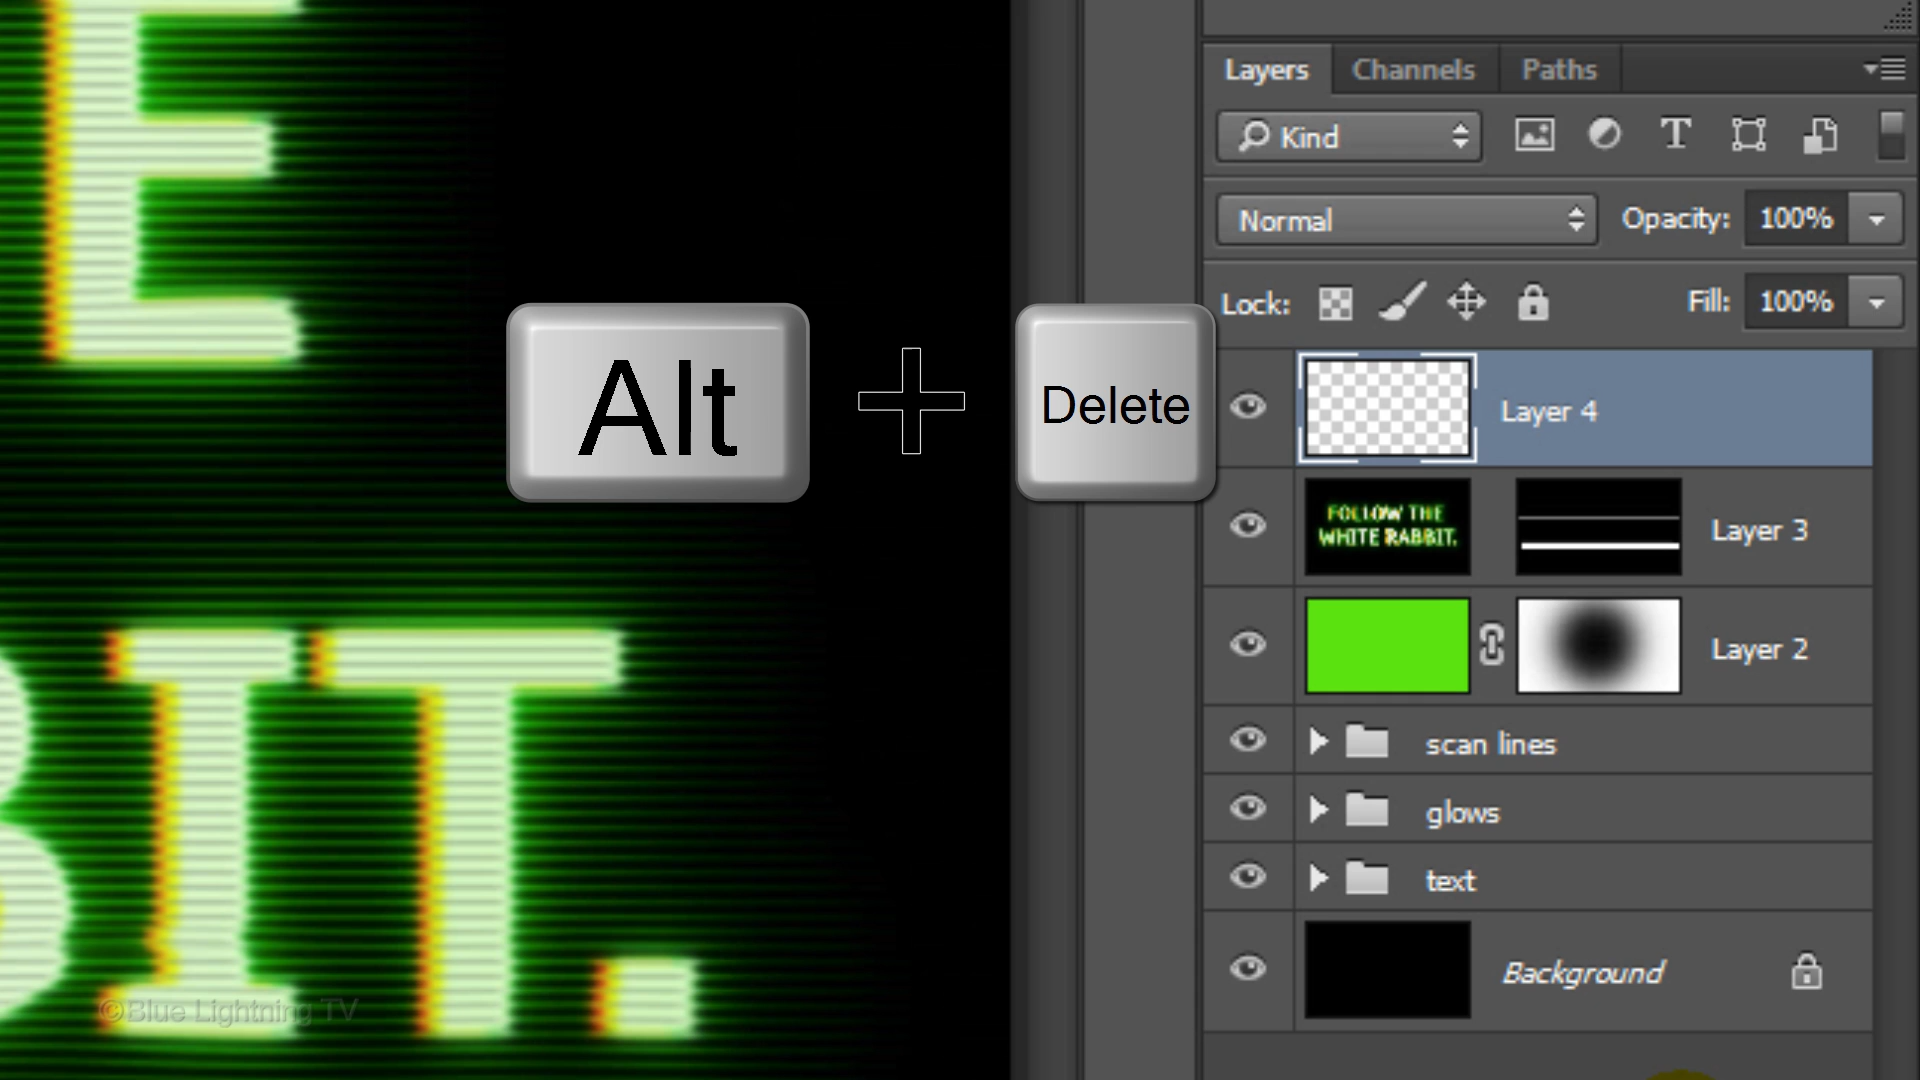 E
BIT.
Alt
Delete
©Blue Lightning TV
Layers
Channels
Paths
Kind
T
Normal
Opacity:
100%
Lock:
Fill:
100%
Layer 4
FOLLOW THE
WHITE RABBIT.
Layer 3
Layer 2
scan lines
glows
text
Background